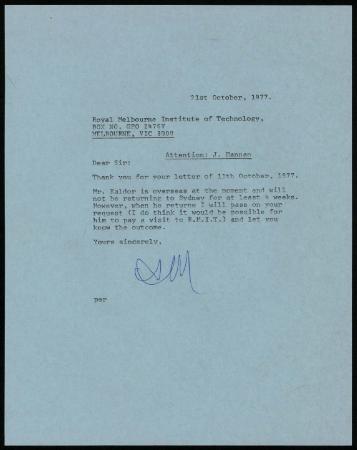 21st October, 1977.
Royal Melbourne Institute of Technology,
BOX NO. GPO 2476V
MELBOURNE, VIC 3000
Attention: J. Hannan
Dear Sir:
Thank you for your letter of 11th October, 1977.
Mr. Kaldor is overseas at the moment and will
not be returning to Sydney for at least 4 weeks.
However, when he returns I will pass on your
request (I do think it would be possible for
him to pay a visit to R.M.I.T.) and let you
know the outcome.
Yours sincerely,
per